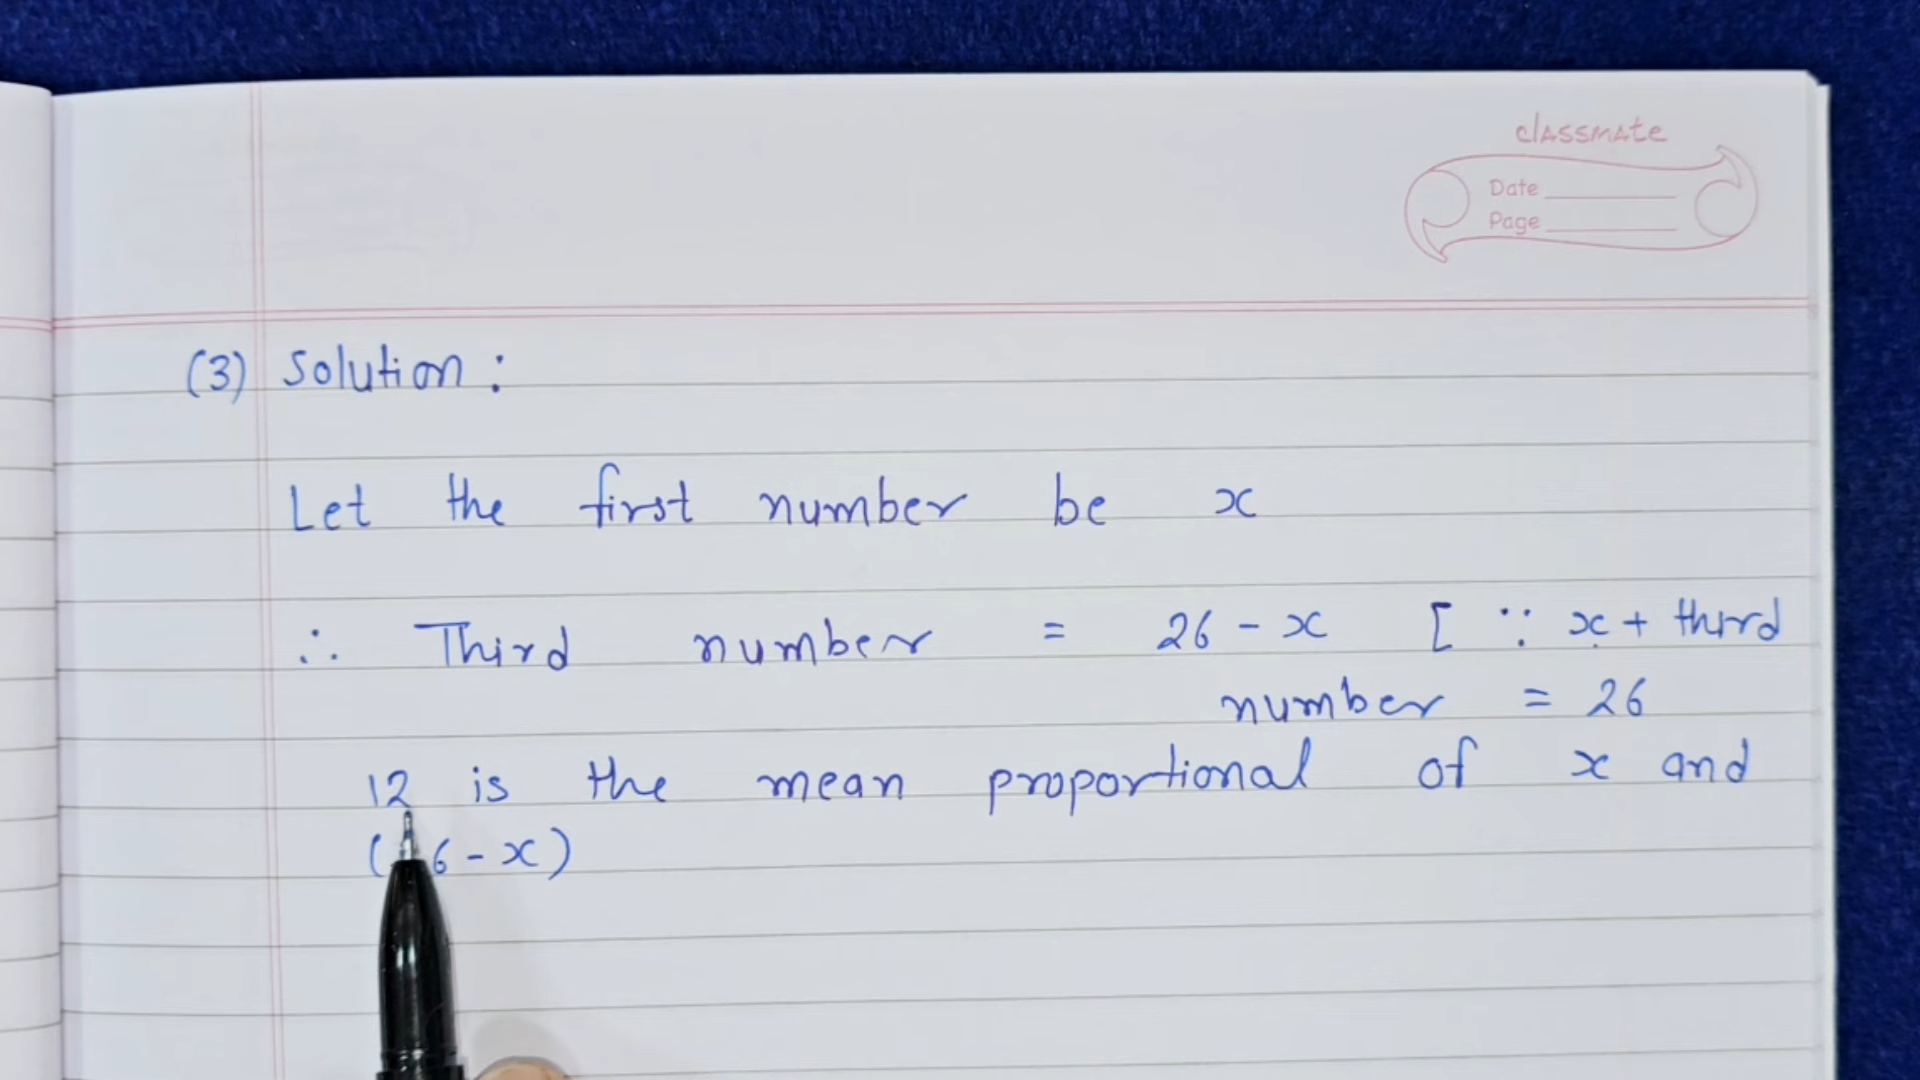 classmate
Date
Page
(3) Solution :
Let the first number be x
∴ Third number = 26 - x [ ∵ x + third
number = 26
12 is the mean proportional of x and
( 6 - x )